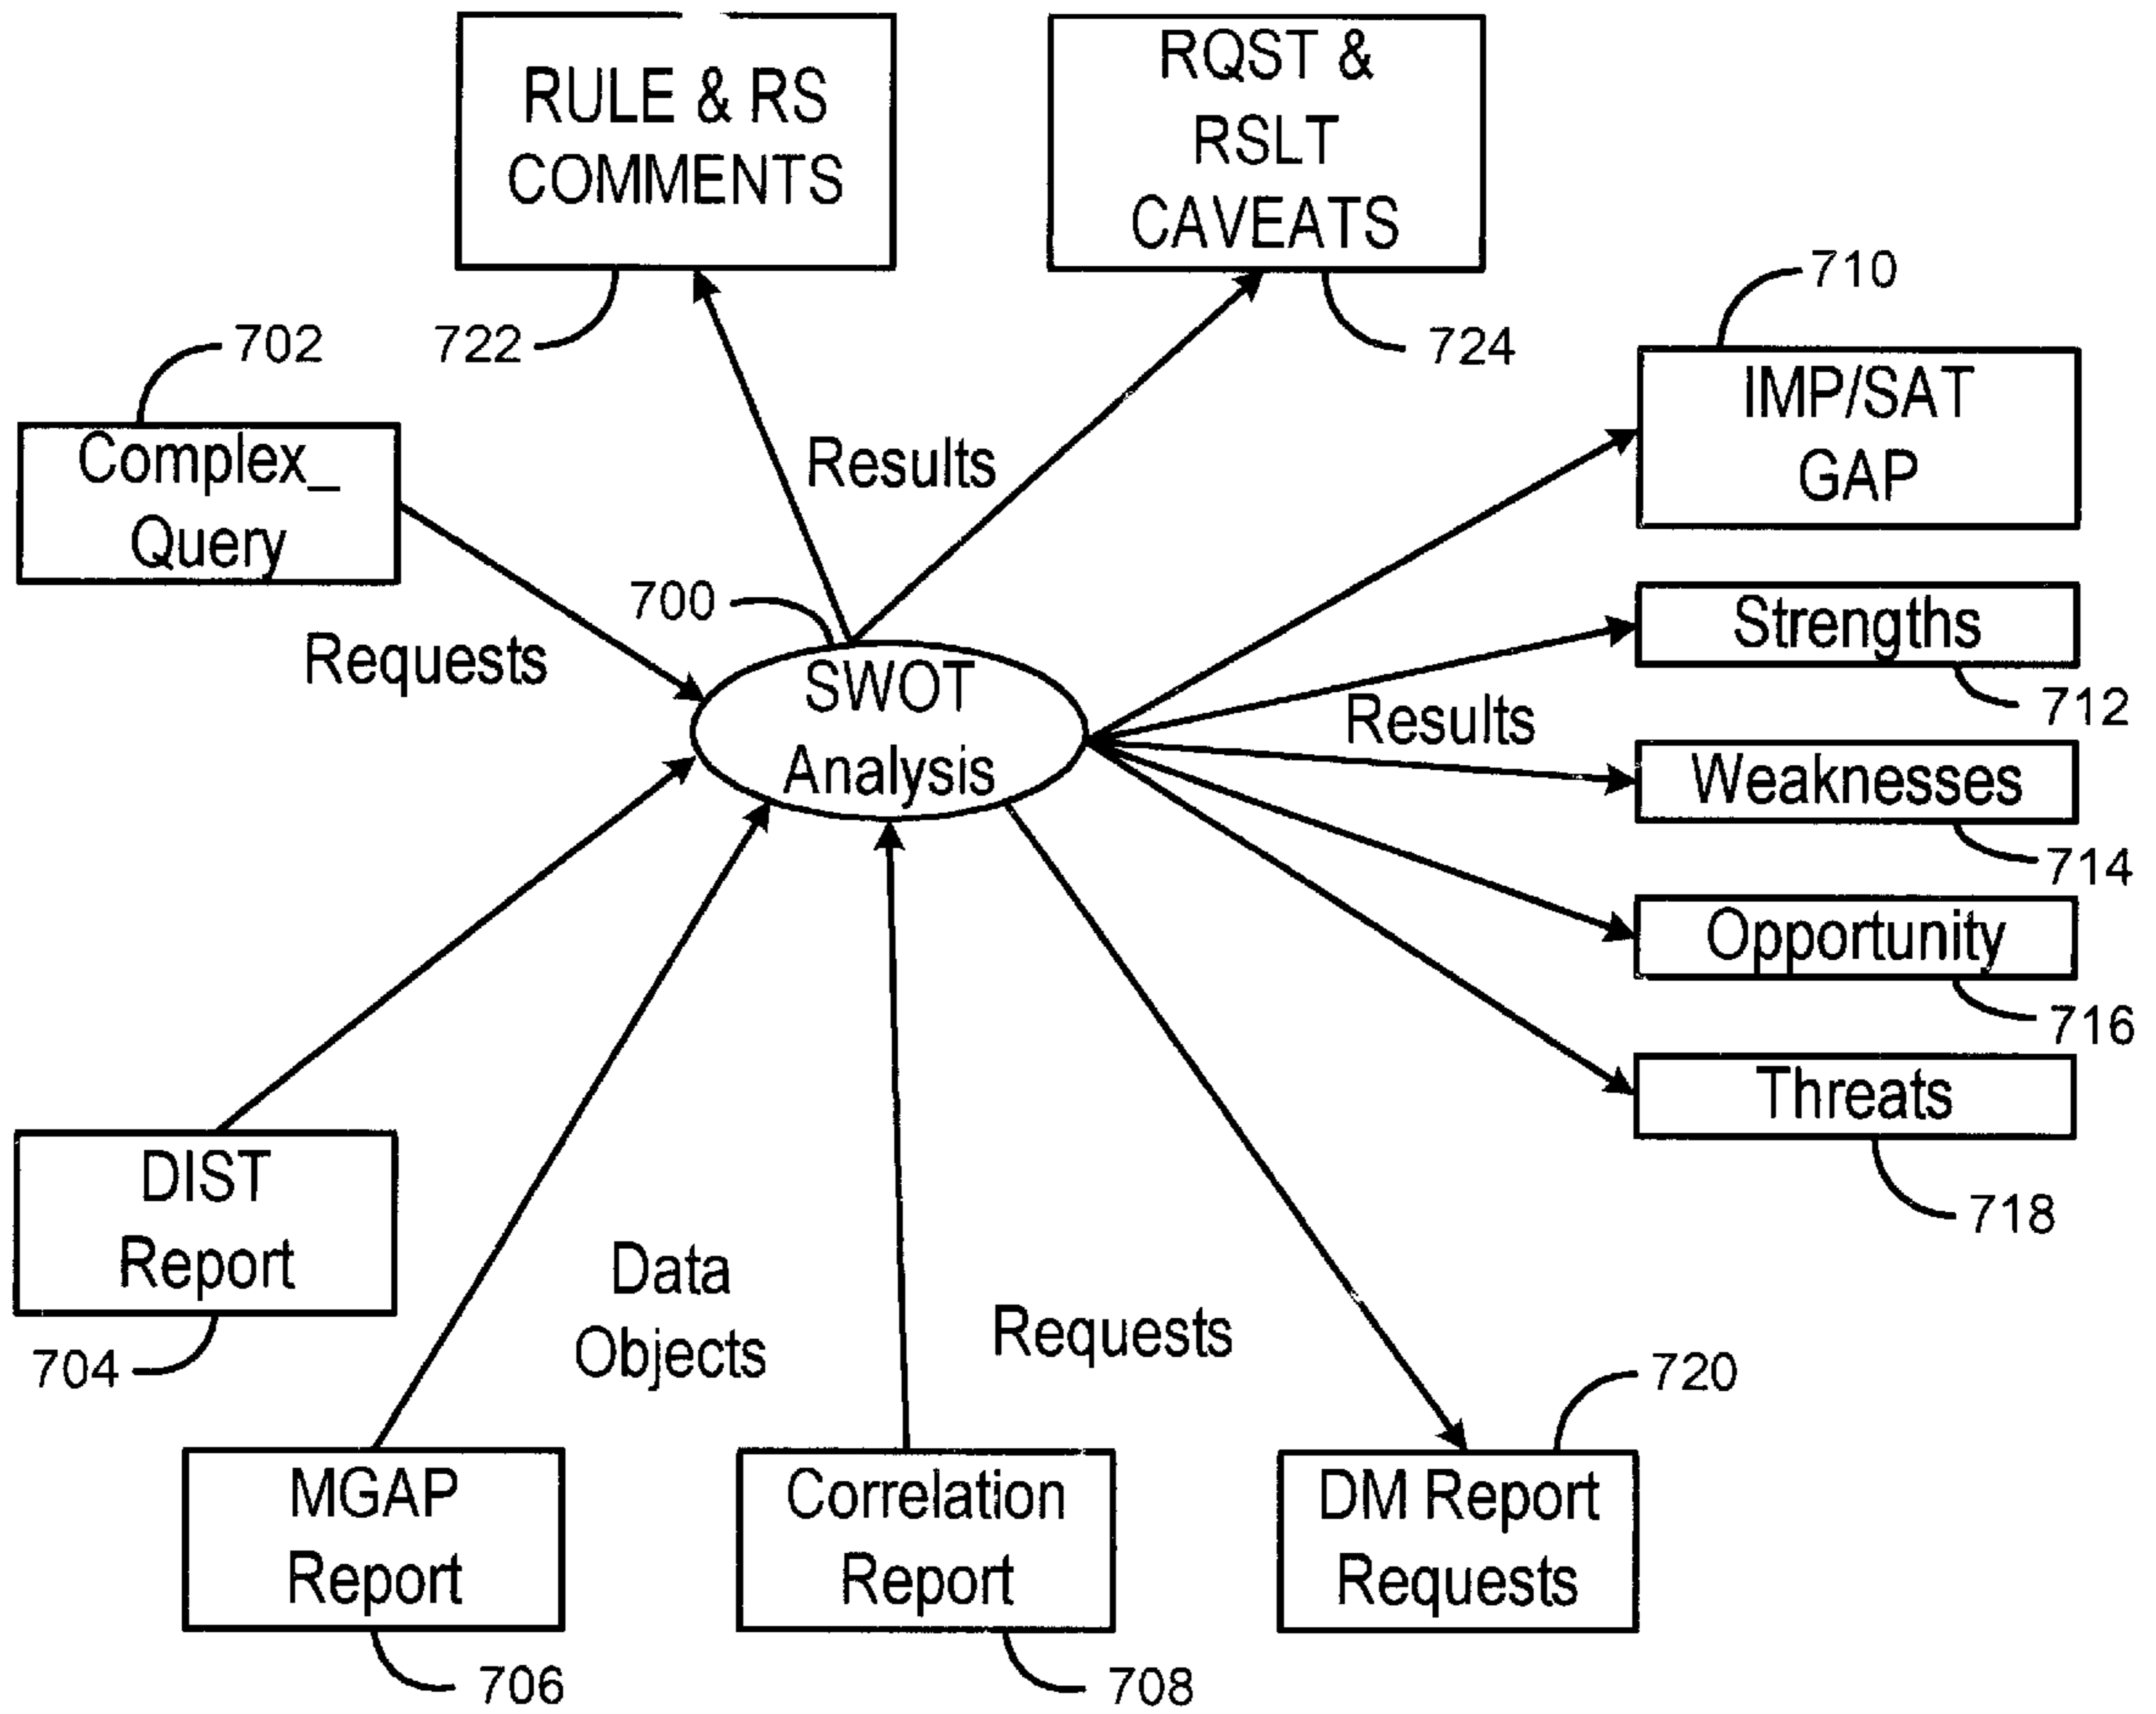 RULE & RS
COMMENTS
RQST &
RSLT
CAVEATS
710
702
722
724
IMP/SAT
GAP
Complex_
Query
Results
700
Strengths
Requests
SWOT
Analysis
712
Results
Weaknesses
714
Opportunity
716
Threats
718
DIST
Report
704
Data
Objects
Requests
720
MGAP
Report
Correlation
Report
DM Report
Requests
706
708